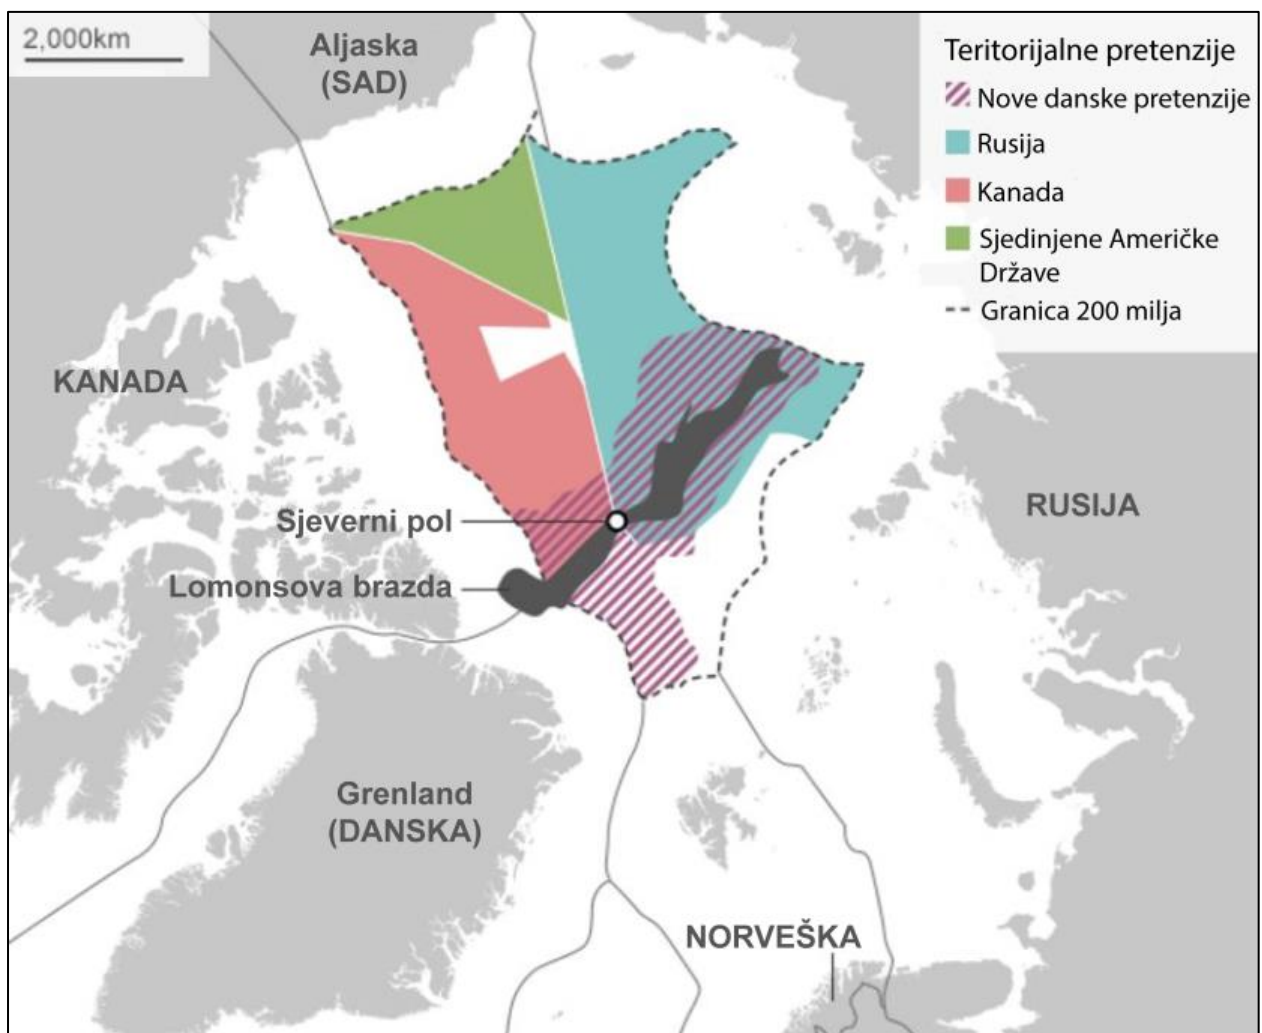 2,000km
Aljaska
(SAD)
Teritorijalne pretenzije
Nove danske pretenzije
Rusija
Kanada
Sjedinjene Američke
Države
Granica 200 milja
KANADA
Sjeverni pol
RUSIJA
Lomonsova brazda
Grenland
(DANSKA)
NORVEŠKA